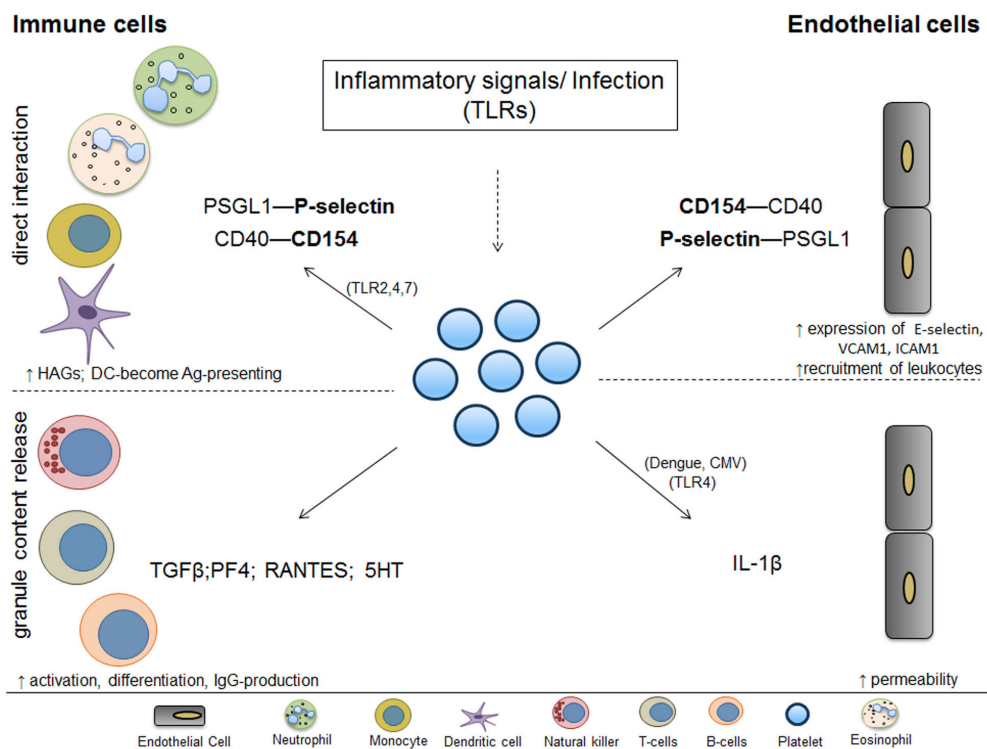 Immune cells
Endothelial cells
Inflammatory signals/ Infection
(TLRs)
direct interaction
PSGL1—P-selectin
CD40—CD154
CD154—CD40
P-selectin—PSGL1
(TLR2,4,7)
↑ HAGs; DC-become Ag-presenting
↑ expression of E-selectin,
VCAM1, ICAM1
↑recruitment of leukocytes
granule content release
(Dengue, CMV)
(TLR4)
TGFβ;PF4; RANTES; 5HT
IL-1β
↑ activation, differentiation, IgG-production
↑ permeability
Endothelial Cell
Neutrophil
Monocyte
Dendritic cell
Natural killer
T-cells
B-cells
Platelet
Eosinophil